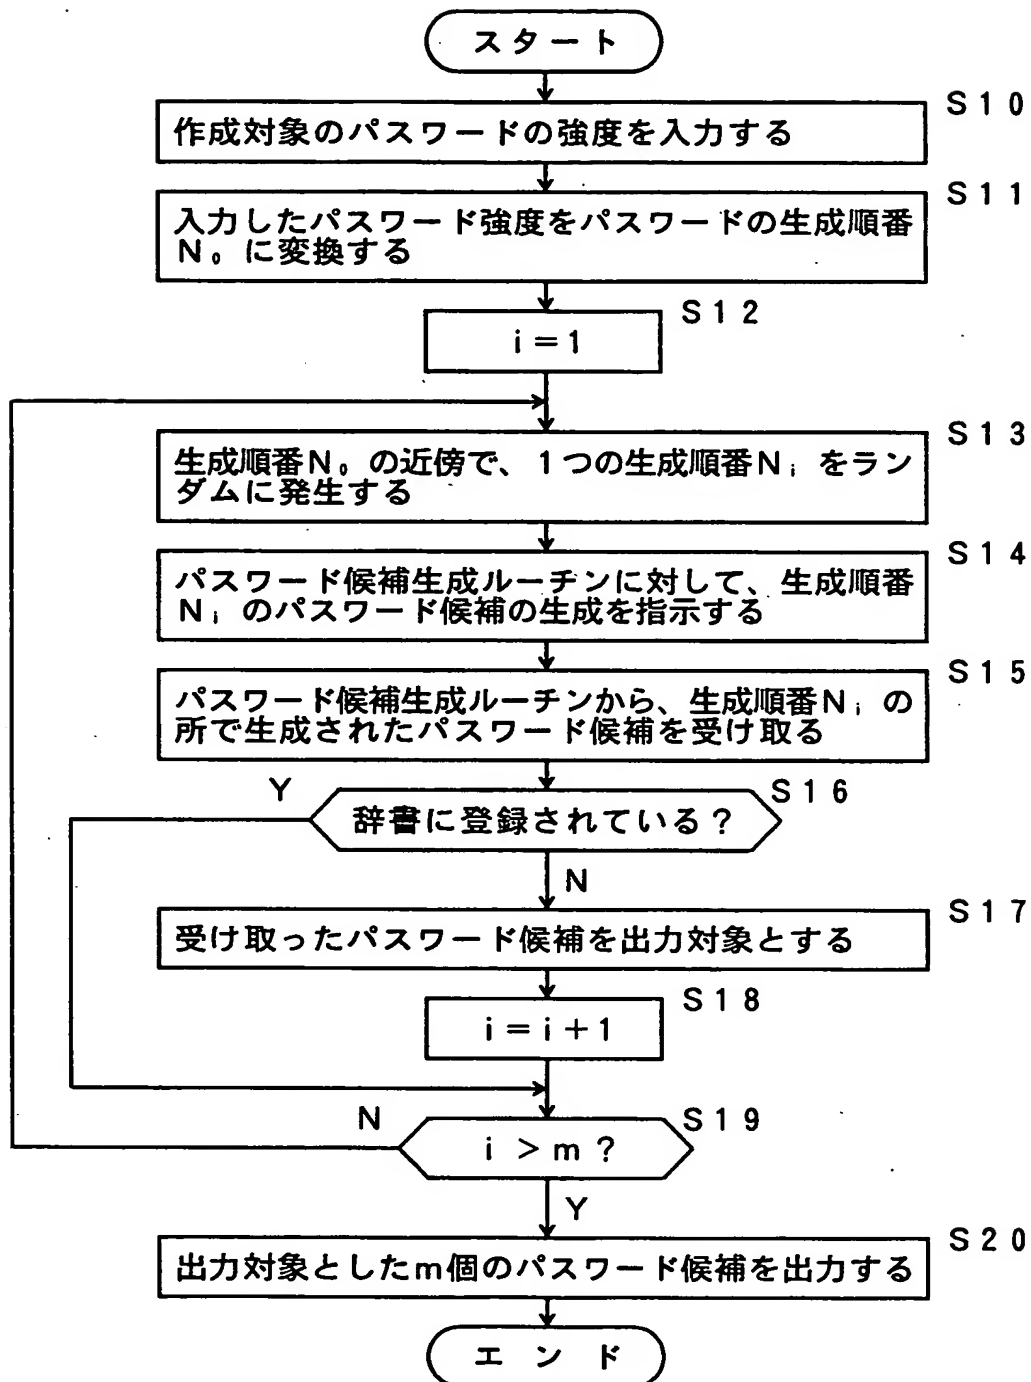 スタート
S10
作成対象のパスワードの強度を入力する
S11
入力したパスワード強度をパスワードの生成順番
N₀に変換する
S12
i=1
S13
生成順番N₀の近傍で、1つの生成順番Nᵢをラン
ダムに発生する
S14
パスワード候補生成ルーチンに対して、生成順番
Nᵢのパスワード候補の生成を指示する
S15
パスワード候補生成ルーチンから、生成順番Nᵢの
所で生成されたパスワード候補を受け取る
Y
S16
辞書に登録されている?
N
S17
受け取ったパスワード候補を出力対象とする
S18
i=i+1
N
S19
i>m?
Y
S20
出力対象としたm個のパスワード候補を出力する
エンド